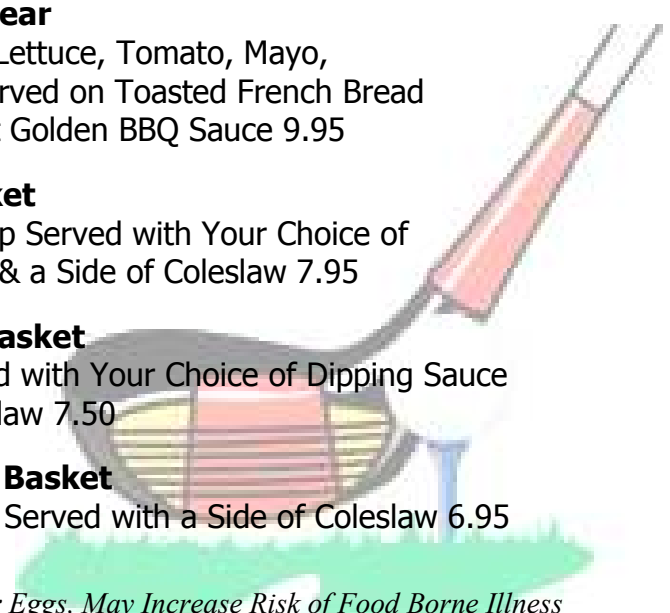 ear
Lettuce, Tomato, Mayo,
rved on Toasted French Bread
Golden BBQ Sauce 9.95
ket
p Served with Your Choice of
& a Side of Coleslaw 7.95
asket
d with Your Choice of Dipping Sauce
law 7.50
Basket
Served with a Side of Coleslaw 6.95
Eggs, May Increase Risk of Food Borne Illness